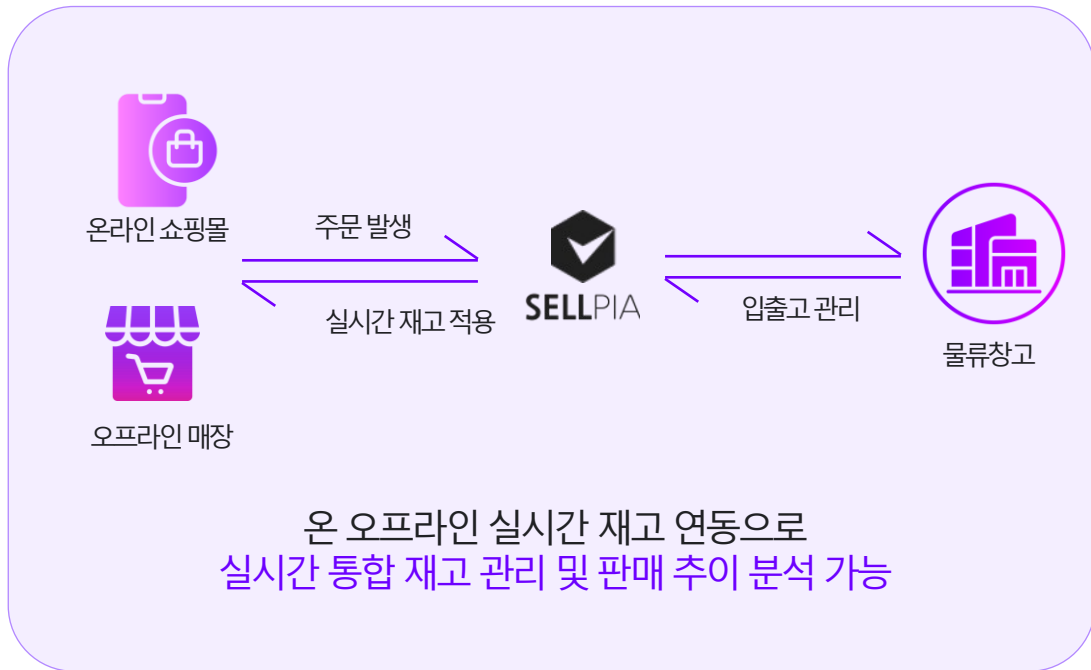 온라인 쇼핑몰
주문 발생
실시간 재고 적용
SELLPIA
입출고 관리
물류창고
오프라인 매장
온 오프라인 실시간 재고 연동으로
실시간 통합 재고 관리 및 판매 추이 분석 가능